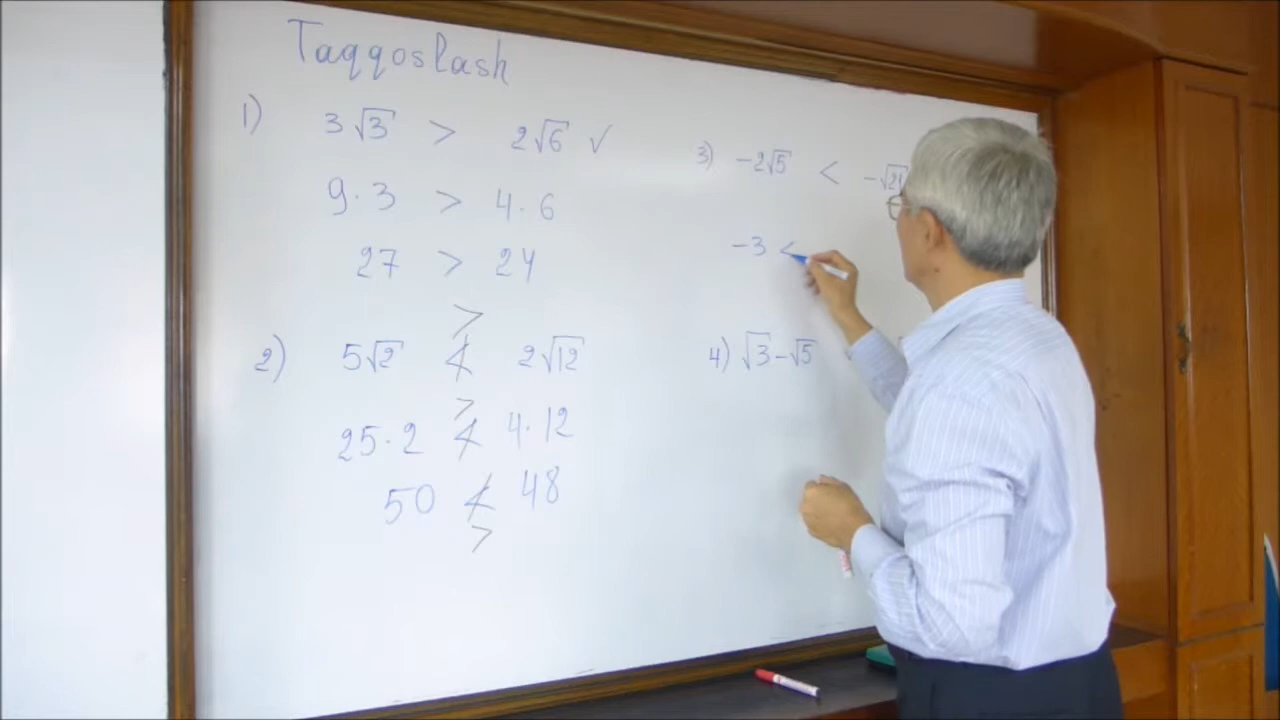 Taqqoslash
1) 3√3 > 2√6 ✓
9·3 > 4·6
27 > 24
>
2) 5√2 < 2√12
>
25·2 < 4·12
50 < 48
>
3) -2√5 < -√21
-3 <
4) √3-√5